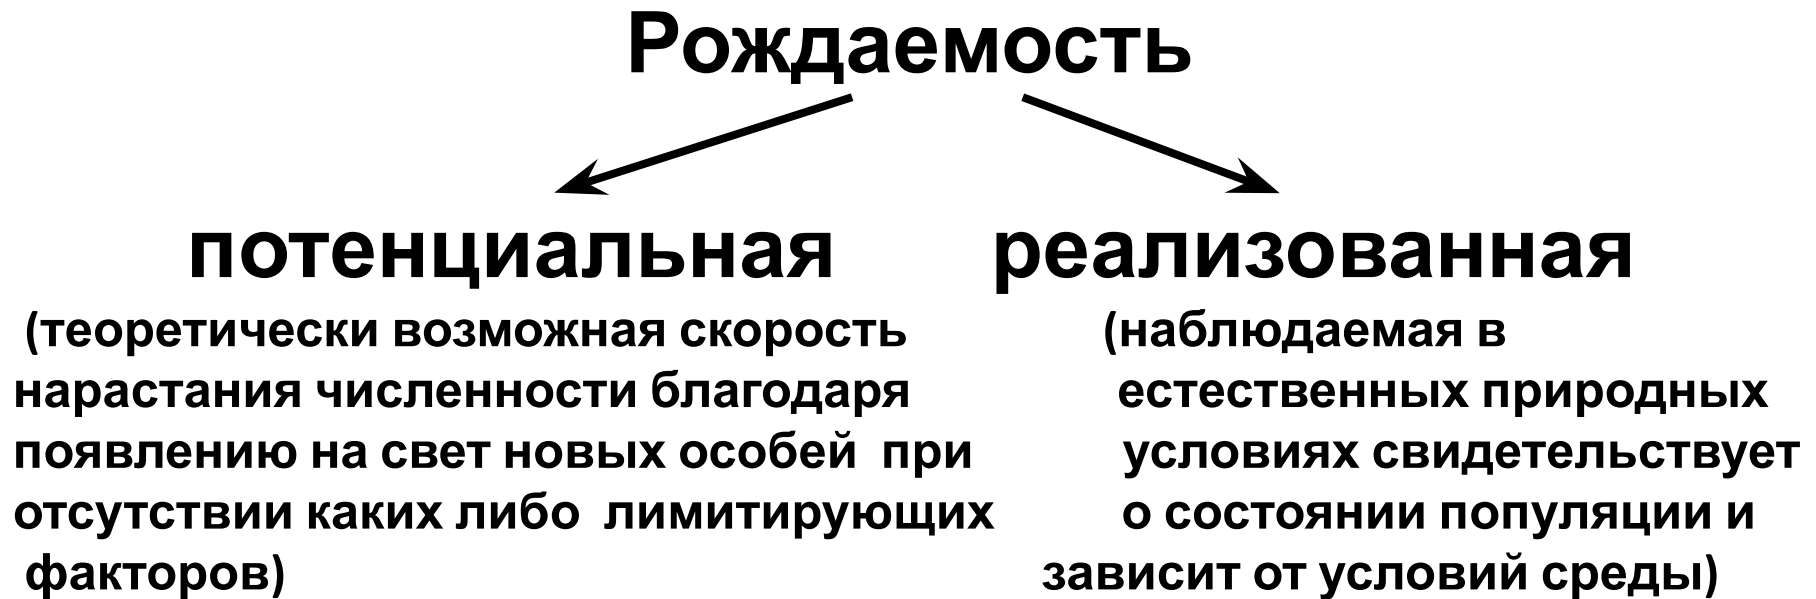 Рождаемость
потенциальная
(теоретически возможная скорость
нарастания численности благодаря
появлению на свет новых особей при
отсутствии каких либо лимитирующих
факторов)
реализованная
(наблюдаемая в
естественных природных
условиях свидетельствует
о состоянии популяции и
зависит от условий среды)